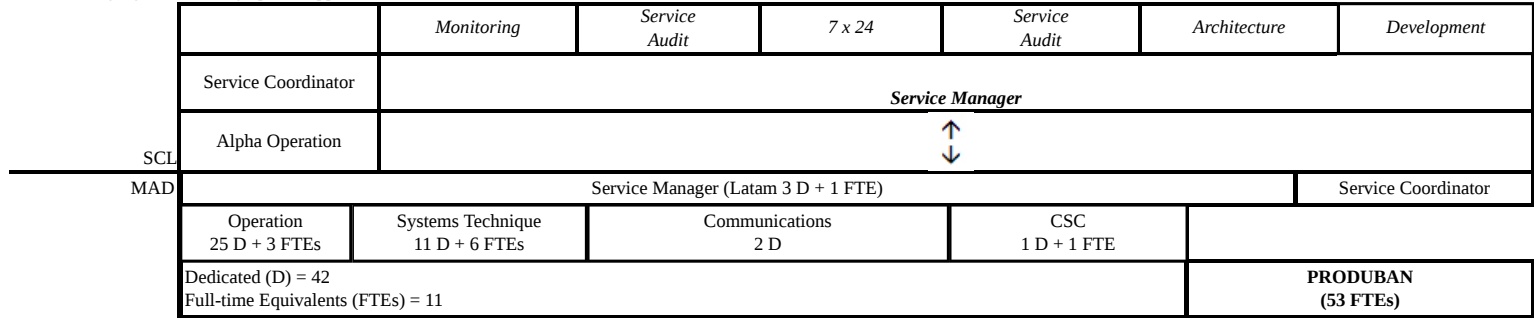 Monitoring
Service
Audit
7 x 24
Service
Audit
Architecture
Development
Service Coordinator
Service Manager
Alpha Operation
SCL
MAD
Service Manager (Latam 3 D + 1 FTE)
Service Coordinator
Operation
25 D + 3 FTEs
Systems Technique
11 D + 6 FTEs
Communications
2 D
CSC
1 D + 1 FTE
Dedicated (D) = 42
Full-time Equivalents (FTEs) = 11
PRODUBAN
(53 FTEs)